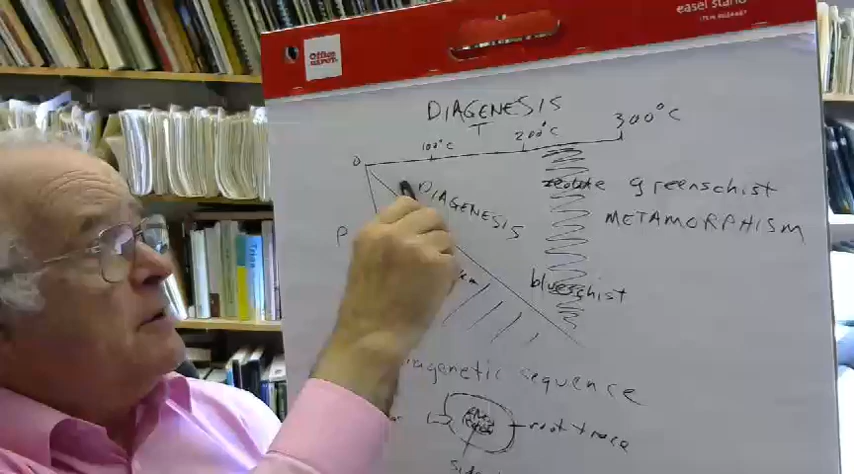 Office DEPOT
easel stand
DIAGENESIS
T
0 100°C 200°C 300°C
DIAGENESIS
zeolite greenschist
METAMORPHISM
P
blueschist
agenetic sequence
root trace